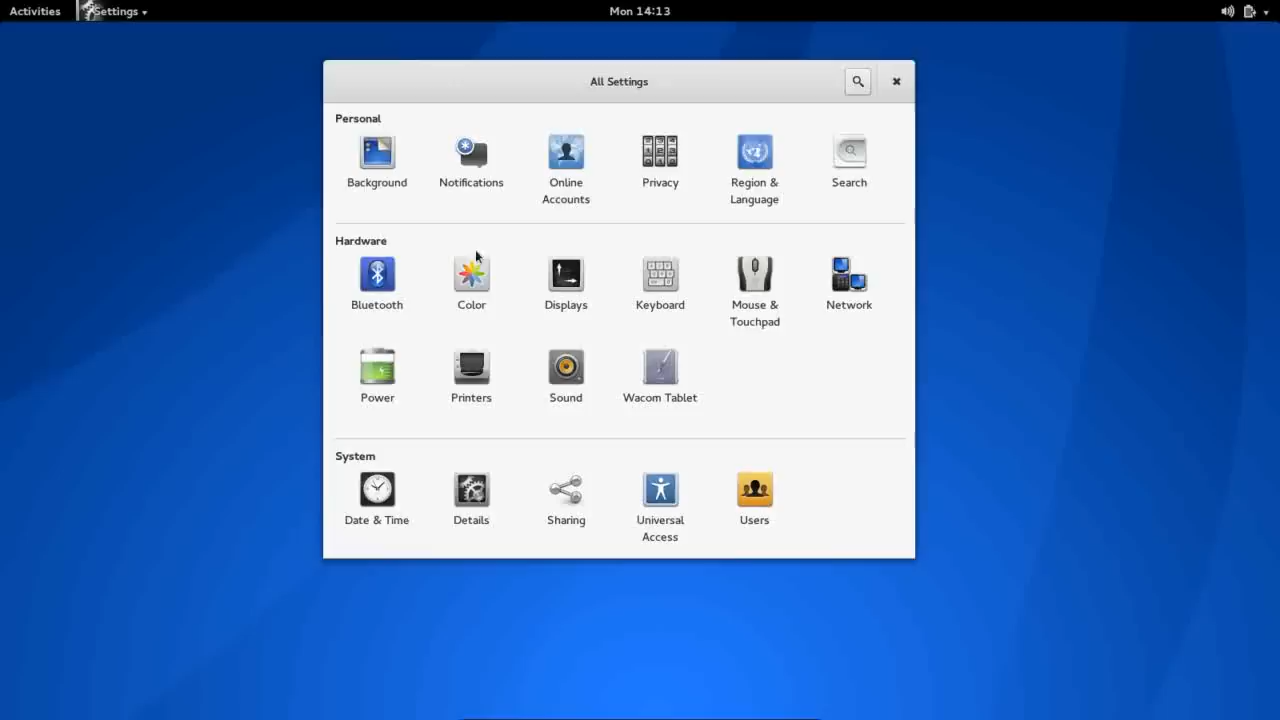 Activities Settings Mon 14:13
All Settings
Personal
Background Notifications Online Accounts Privacy Region & Language Search
Hardware
Bluetooth Color Displays Keyboard Mouse & Touchpad Network
Power Printers Sound Wacom Tablet
System
Date & Time Details Sharing Universal Access Users